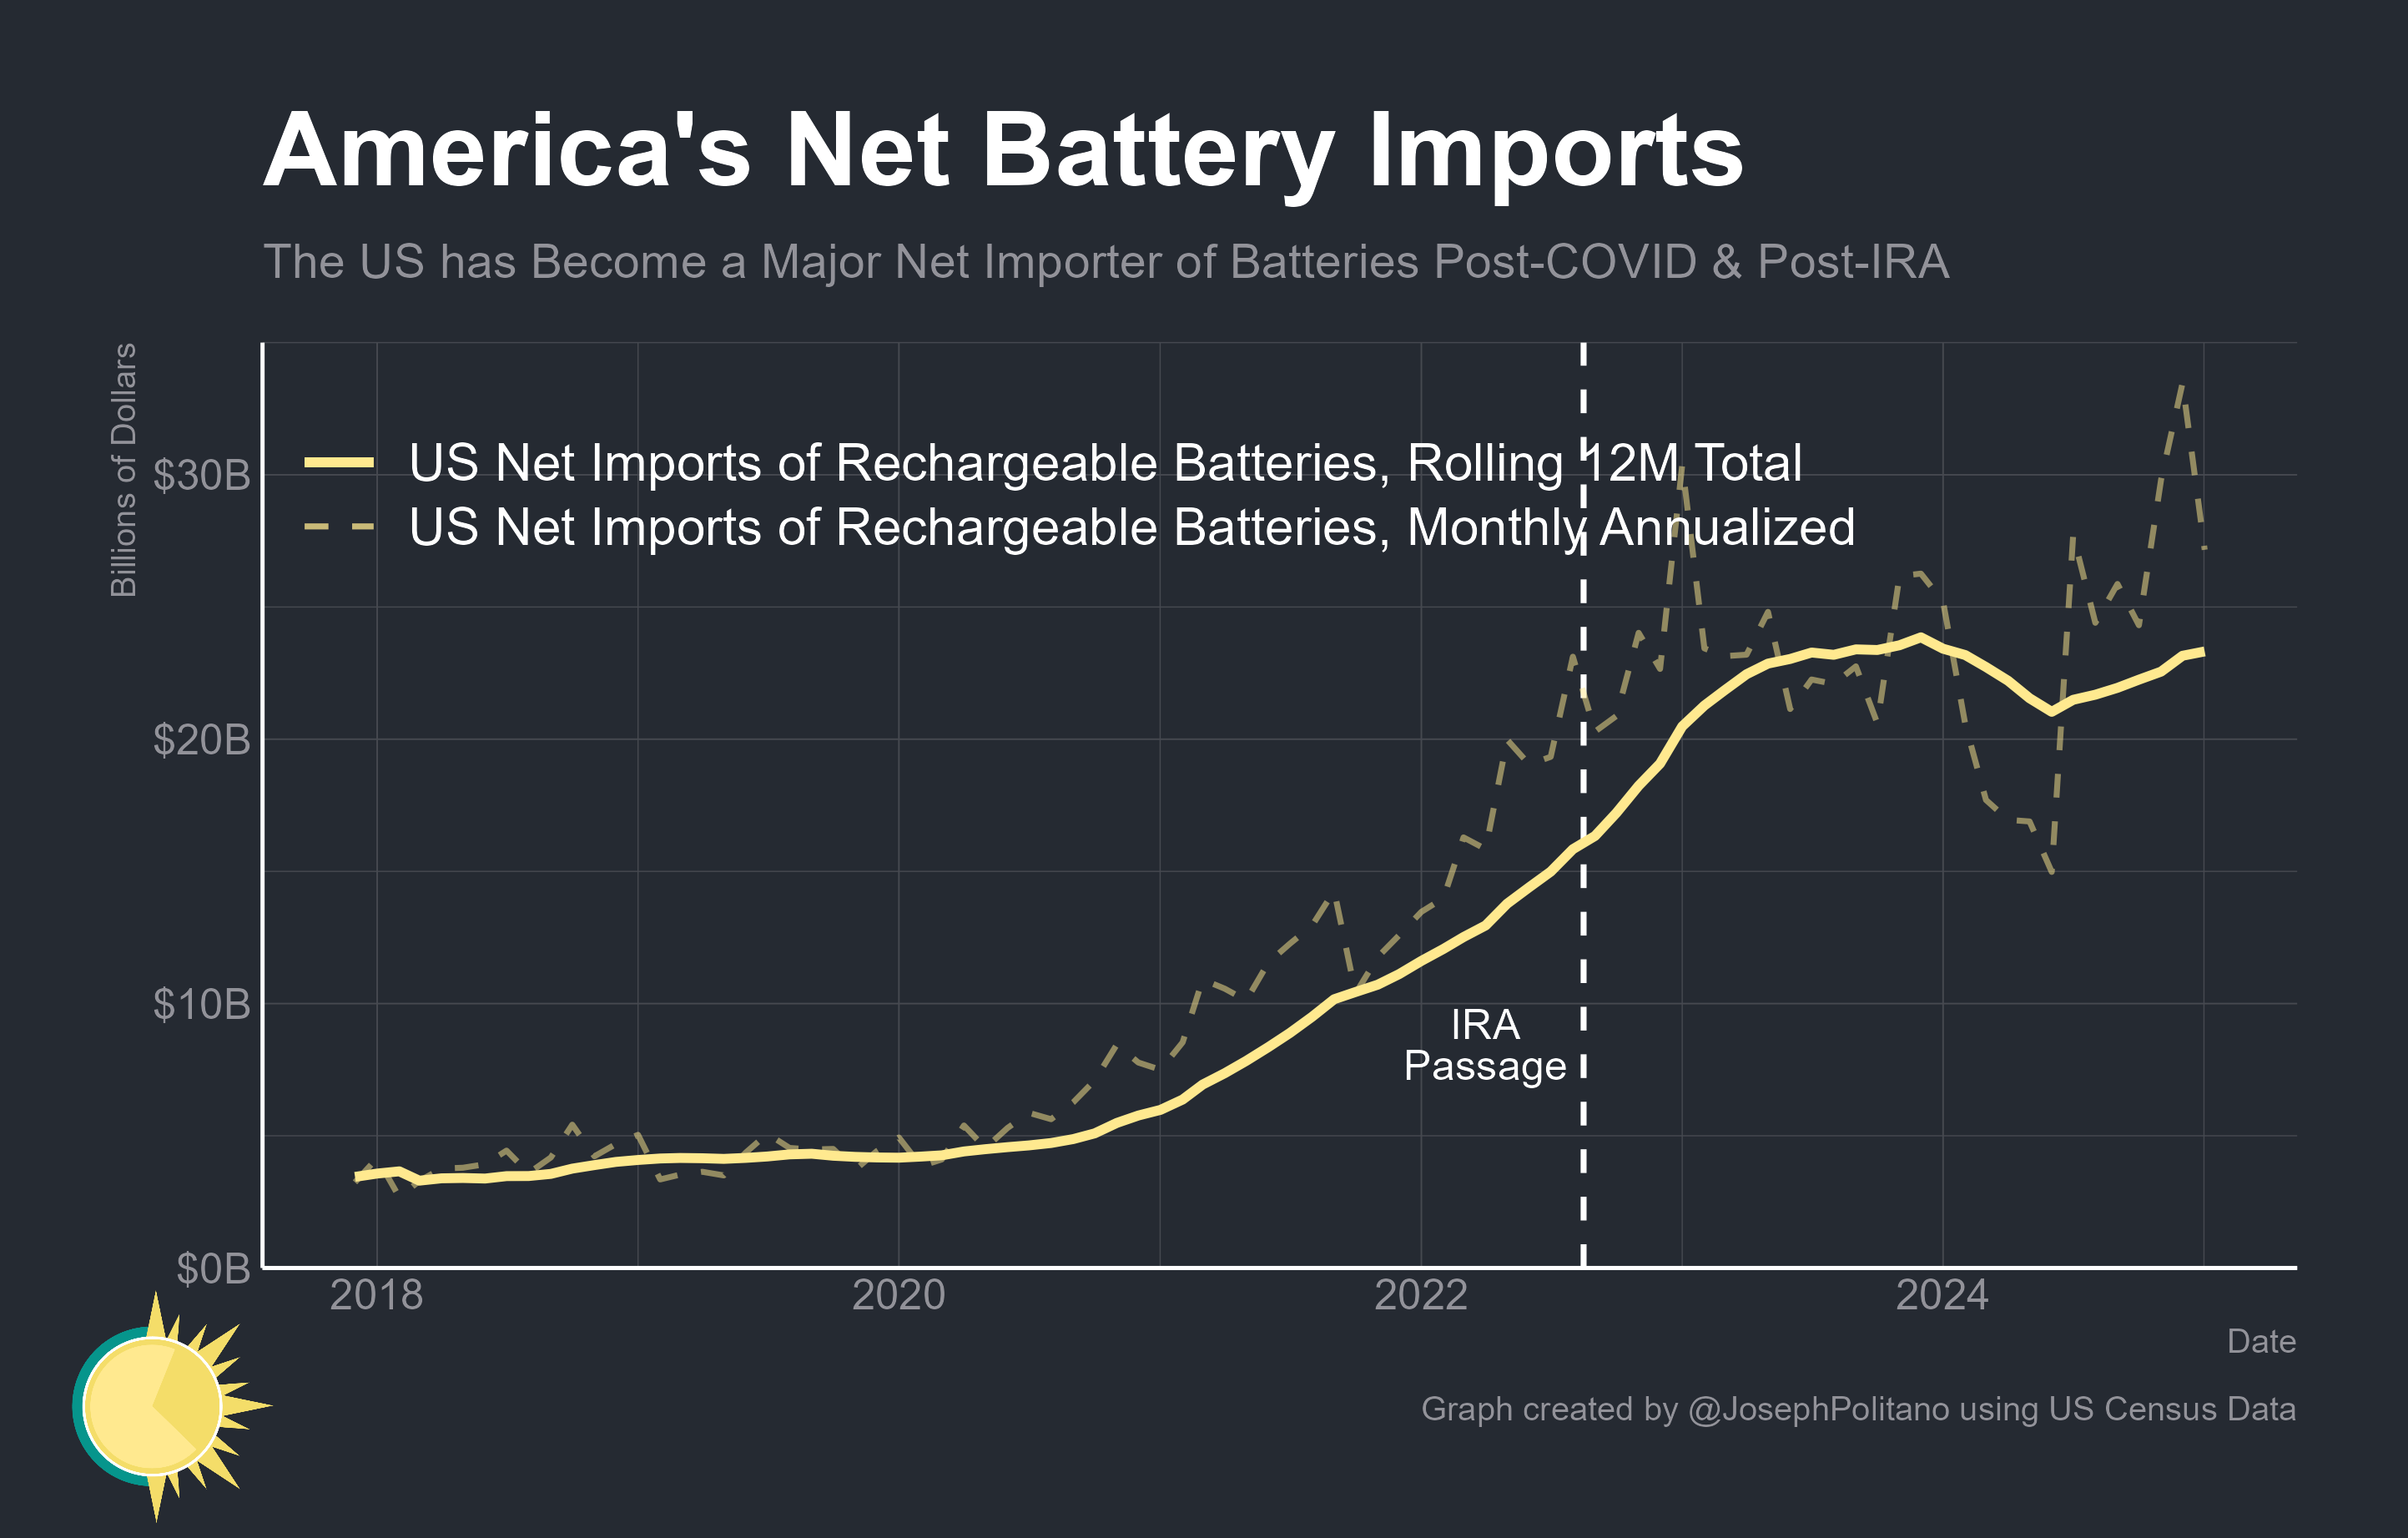 America's Net Battery Imports
The US has Become a Major Net Importer of Batteries Post-COVID & Post-IRA
Billions of Dollars
$30B
$20B
$10B
$0B
US Net Imports of Rechargeable Batteries, Rolling 12M Total
US Net Imports of Rechargeable Batteries, Monthly Annualized
IRA
Passage
2018
2020
2022
2024
Date
Graph created by @JosephPolitano using US Census Data